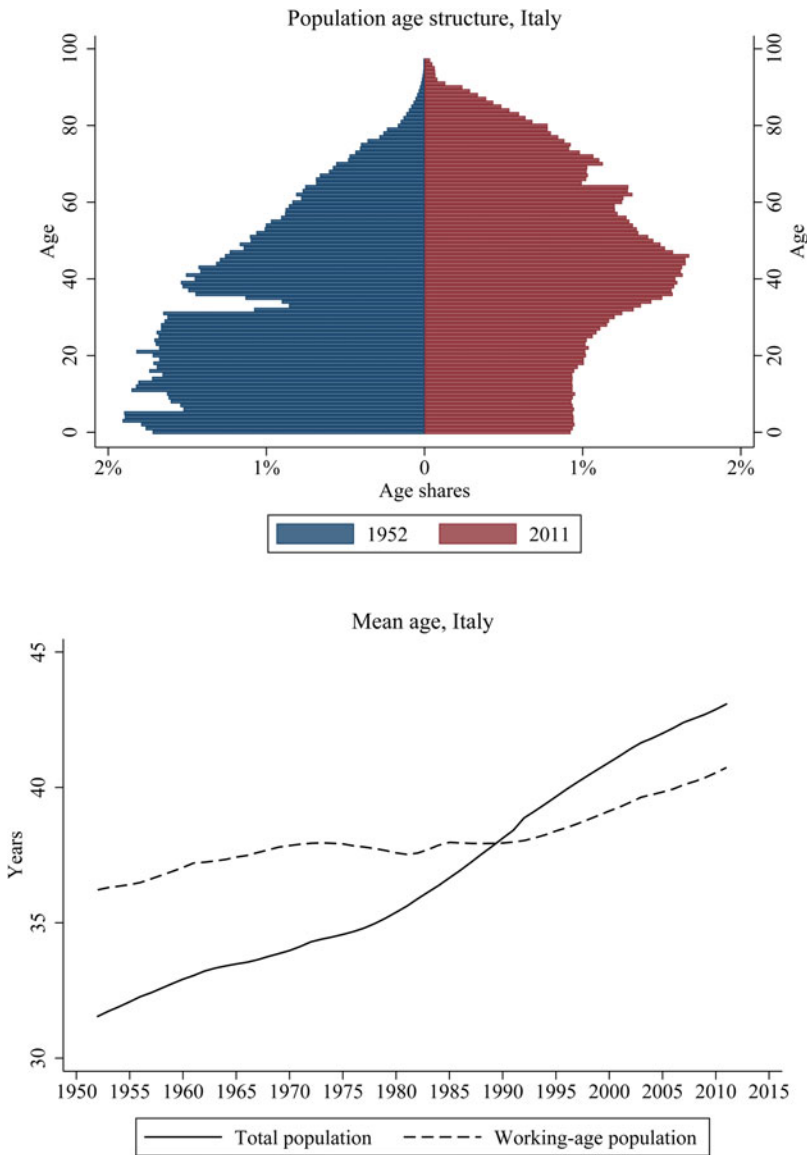 Population age structure, Italy
100
80
60
40
20
0
Age
100
80
60
40
20
0
Age
2%
1%
0
1%
2%
Age shares
1952
2011
Mean age, Italy
45
40
35
30
Years
1950 1955 1960 1965 1970 1975 1980 1985 1990 1995 2000 2005 2010 2015
Total population
Working-age population